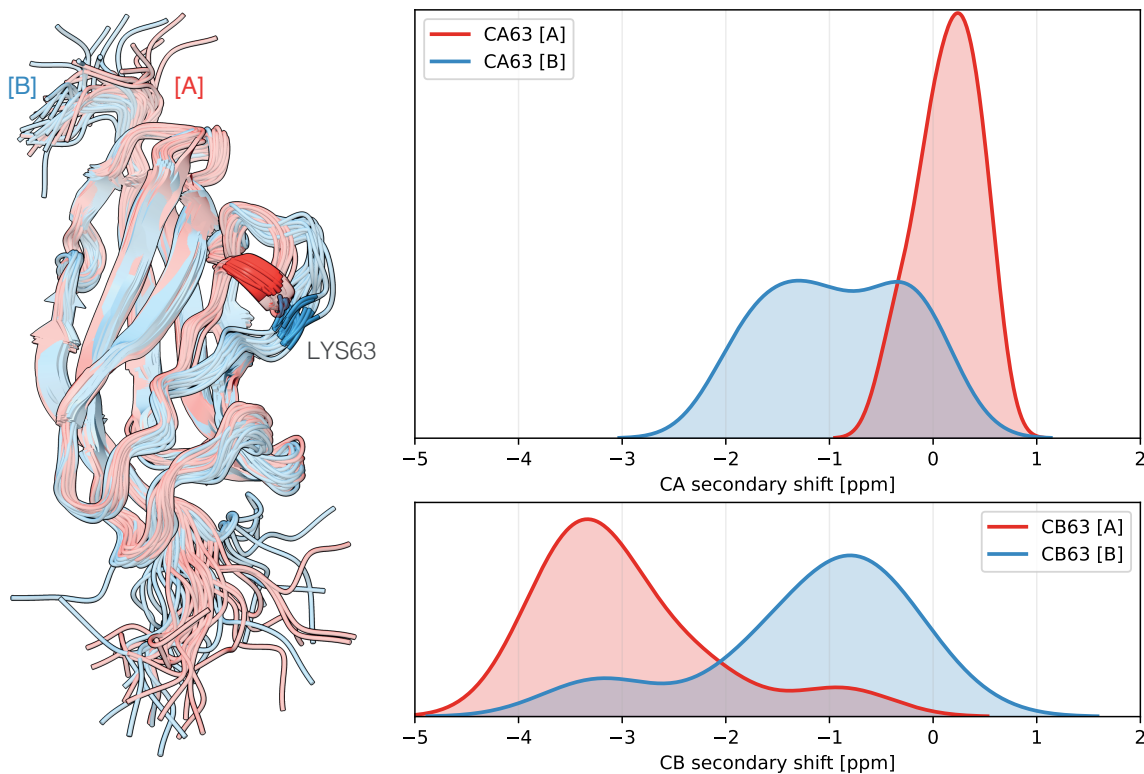 [B]
[A]
LYS63
CA63 [A]
CA63 [B]
−5
−4
−3
−2
−1
0
1
2
CA secondary shift [ppm]
CB63 [A]
CB63 [B]
−5
−4
−3
−2
−1
0
1
2
CB secondary shift [ppm]